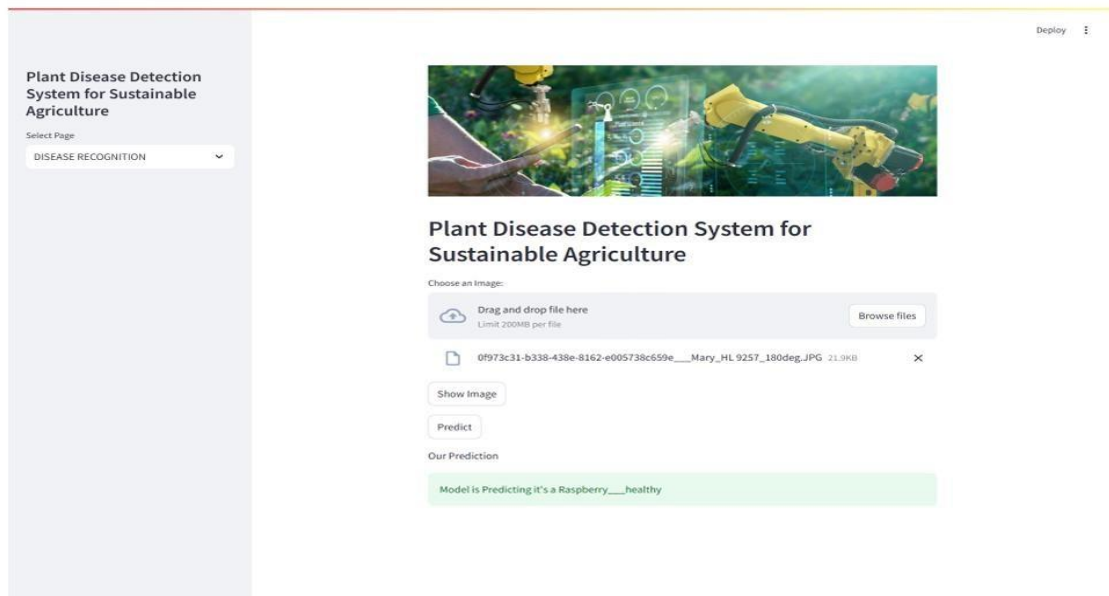 Deploy
Plant Disease Detection
System for Sustainable
Agriculture
Select Page
DISEASE RECOGNITION
Plant Disease Detection System for
Sustainable Agriculture
Choose an Image:
Drag and drop file here
Limit 200MB per file
Browse files
0f973c31-b338-438e-8162-e005738c659e___Mary_HL 9257_180deg.JPG 21.9KB
Show Image
Predict
Our Prediction
Model is Predicting it's a Raspberry___healthy